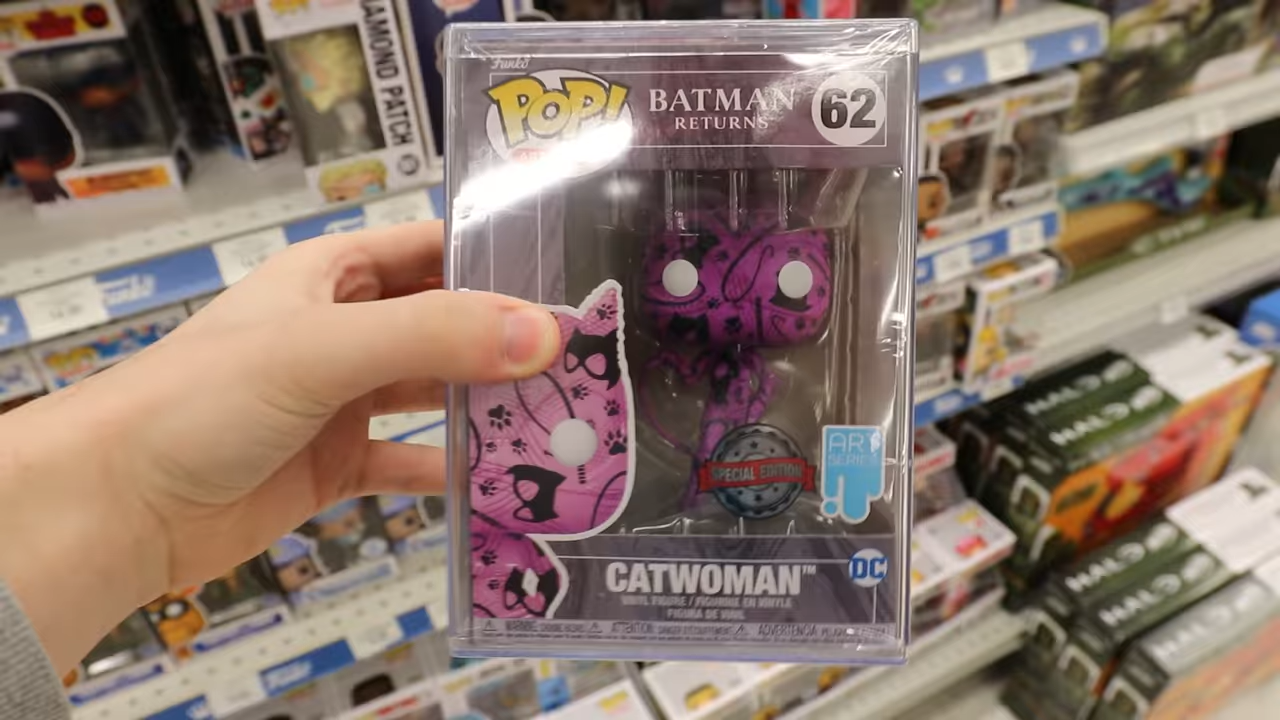 Funko
POP!
BATMAN
RETURNS
62
SPECIAL EDITION
ART
SERIES
CATWOMAN™
DC
VINYL FIGURE / FIGURINE EN VINYLE
FIGURA DE VINIL
AMOND PATCH
HALO
HALO
HALO
HALO